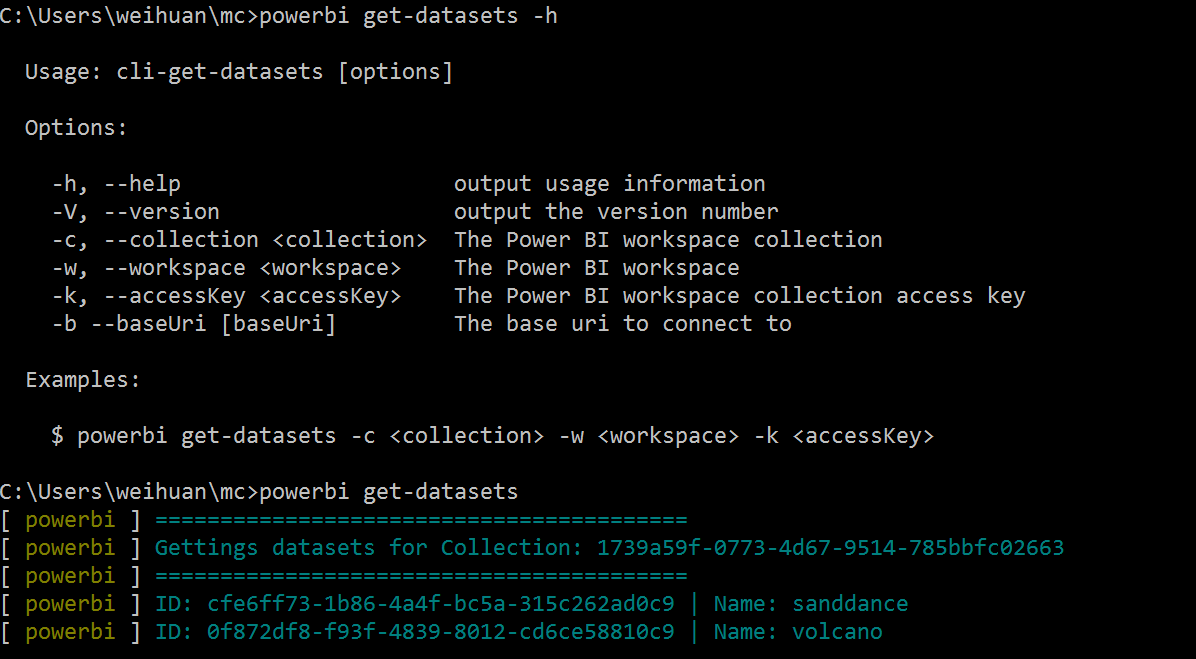 C:\Users\weihuan\mc>powerbi get-datasets -h
Usage: cli-get-datasets [options]
Options:
-h, --help output usage information
-V, --version output the version number
-c, --collection <collection> The Power BI workspace collection
-w, --workspace <workspace> The Power BI workspace
-k, --accessKey <accessKey> The Power BI workspace collection access key
-b --baseUri [baseUri] The base uri to connect to
Examples:
$ powerbi get-datasets -c <collection> -w <workspace> -k <accessKey>
C:\Users\weihuan\mc>powerbi get-datasets
[ powerbi ] =========================================
[ powerbi ] Gettings datasets for Collection: 1739a59f-0773-4d67-9514-785bbfc02663
[ powerbi ] =========================================
[ powerbi ] ID: cfe6ff73-1b86-4a4f-bc5a-315c262ad0c9 | Name: sanddance
[ powerbi ] ID: 0f872df8-f93f-4839-8012-cd6ce58810c9 | Name: volcano